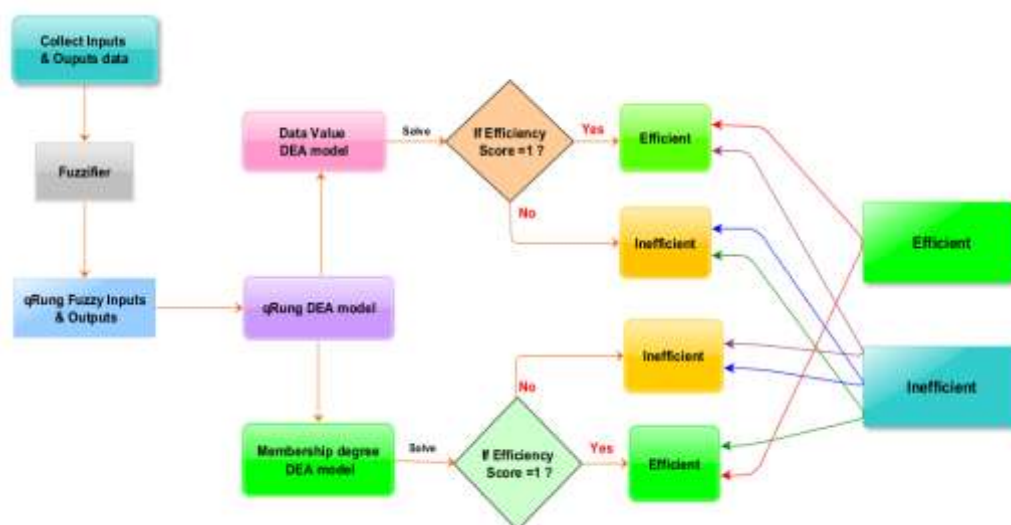 Collect Inputs
& Ouputs data
Fuzzifier
qRung Fuzzy Inputs
& Outputs
Data Value
DEA model
Solve
If Efficiency
Score =1 ?
Yes
Efficient
No
Inefficient
qRung DEA model
Inefficient
No
Membership degree
DEA model
Solve
If Efficiency
Score =1 ?
Yes
Efficient
Efficient
Inefficient